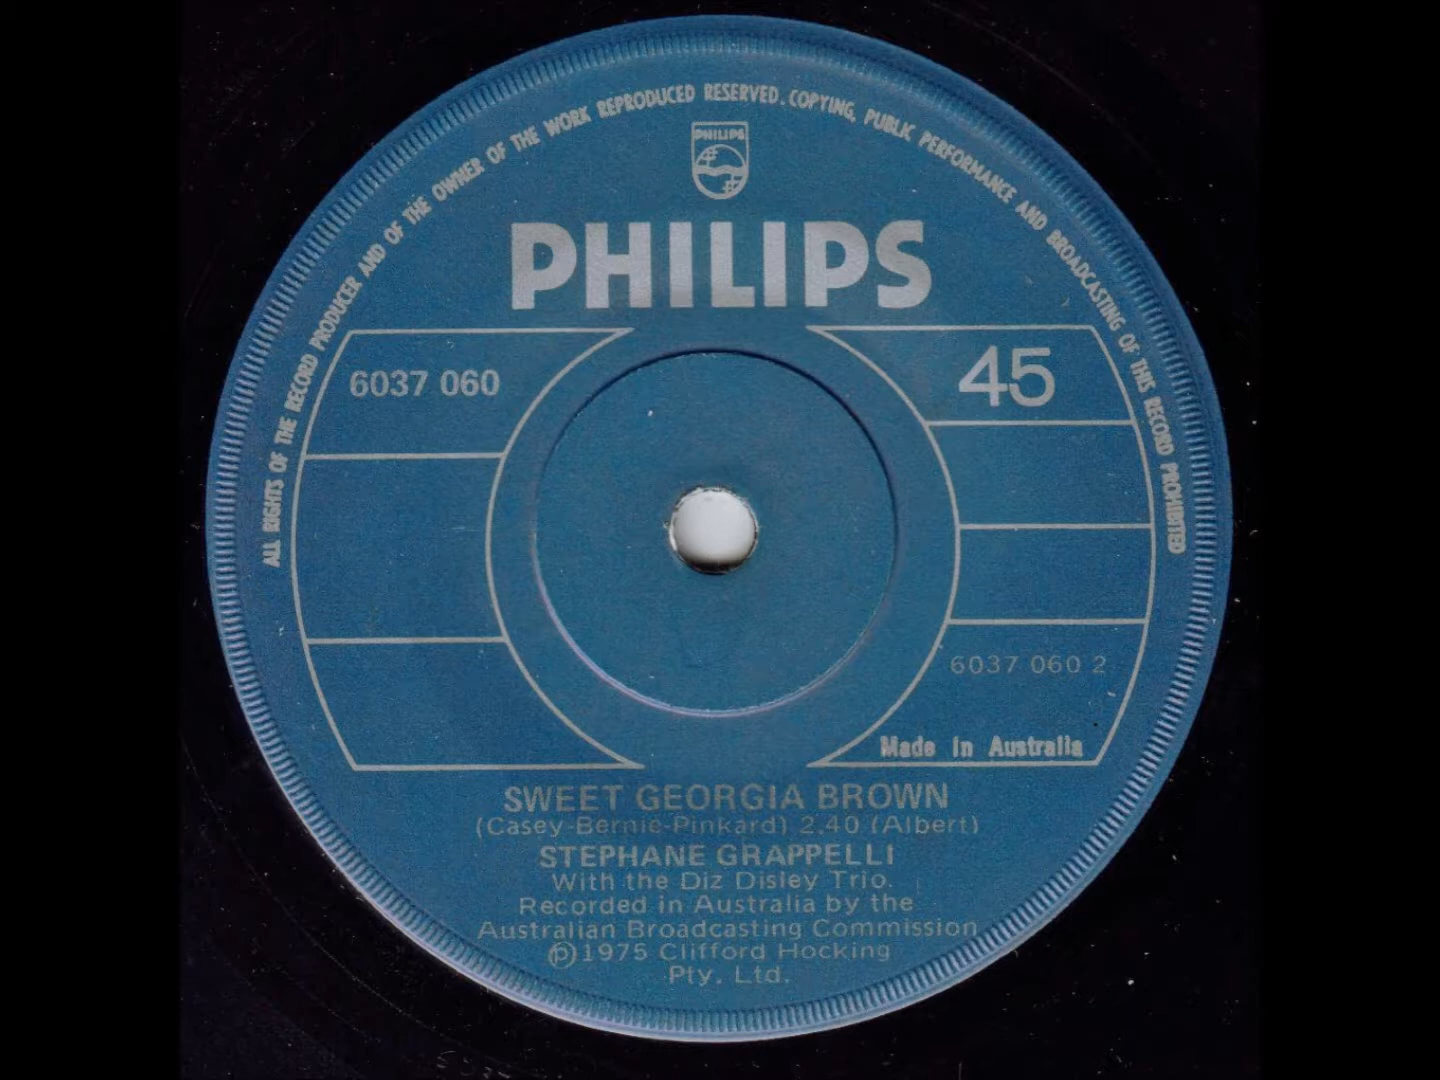 ALL RIGHTS OF THE RECORD PRODUCER AND OF THE OWNER OF THE WORK REPRODUCED RESERVED. COPYING, PUBLIC PERFORMANCE AND BROADCASTING OF THIS RECORD PROHIBITED
PHILIPS
PHILIPS
6037 060
45
6037 060 2
Made in Australia
SWEET GEORGIA BROWN
(Casey-Bernie-Pinkard) 2.40 (Albert)
STEPHANE GRAPPELLI
With the Diz Disley Trio.
Recorded in Australia by the
Australian Broadcasting Commission
Ⓟ1975 Clifford Hocking
Pty. Ltd.